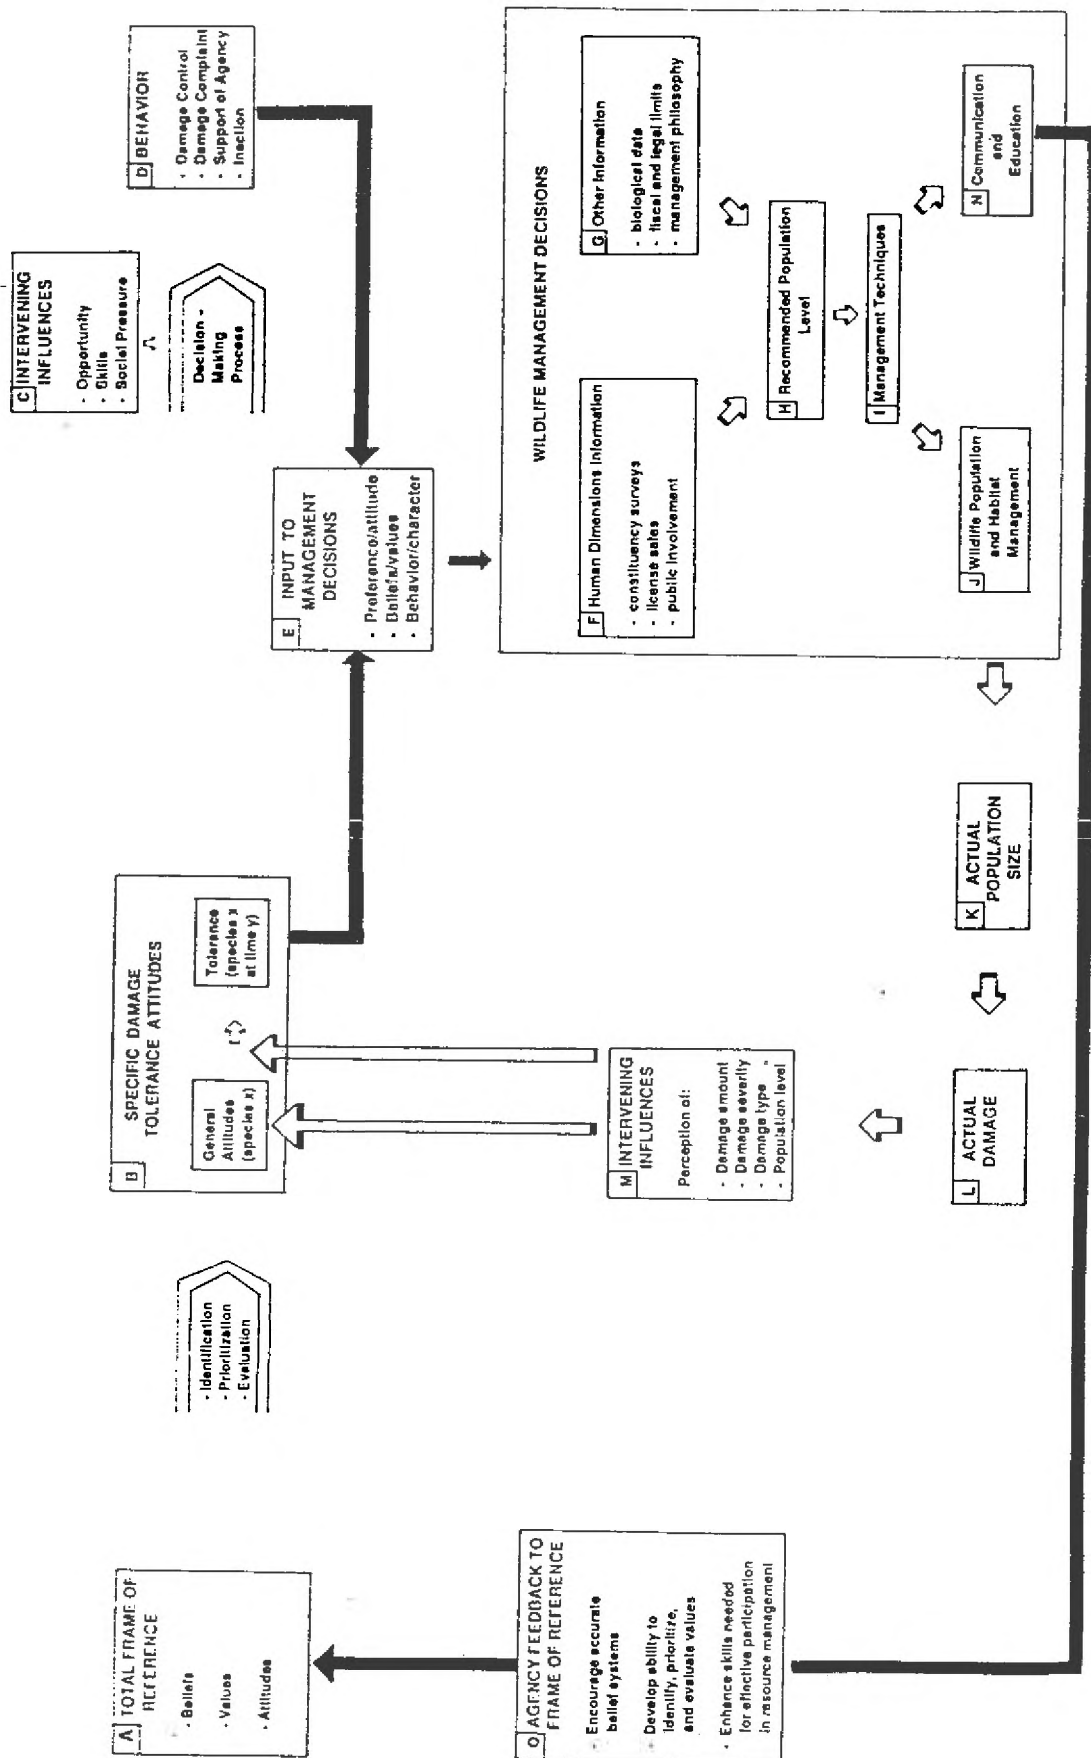 A TOTAL FRAME OF
REFERENCE
- Beliefs
- Values
- Attitudes
- Identification
- Prioritization
- Evaluation
B SPECIFIC DAMAGE
TOLERANCE ATTITUDES
General
Attitudes
(species x)
Tolerance
(species x
at time y)
C INTERVENING
INFLUENCES
- Opportunity
- Skills
- Social Pressure
Decision -
Making
Process
D BEHAVIOR
- Damage Control
- Damage Complaint
- Support of Agency
- Inaction
E INPUT TO
MANAGEMENT
DECISIONS
- Preference/attitude
- Beliefs/values
- Behavior/character
WILDLIFE MANAGEMENT DECISIONS
F Human Dimensions Information
- constituency surveys
- license sales
- public involvement
G Other Information
- biological data
- fiscal and legal limits
- management philosophy
H Recommended Population
Level
I Management Techniques
J Wildlife Population
and Habitat
Management
N Communication
and
Education
K ACTUAL
POPULATION
SIZE
L ACTUAL
DAMAGE
M INTERVENING
INFLUENCES
Perception of:
- Damage amount
- Damage severity
- Damage type
- Population level
O AGENCY FEEDBACK TO
FRAME OF REFERENCE
- Encourage accurate
belief systems
- Develop ability to
identify, prioritize,
and evaluate values
- Enhance skills needed
for effective participation
in resource management